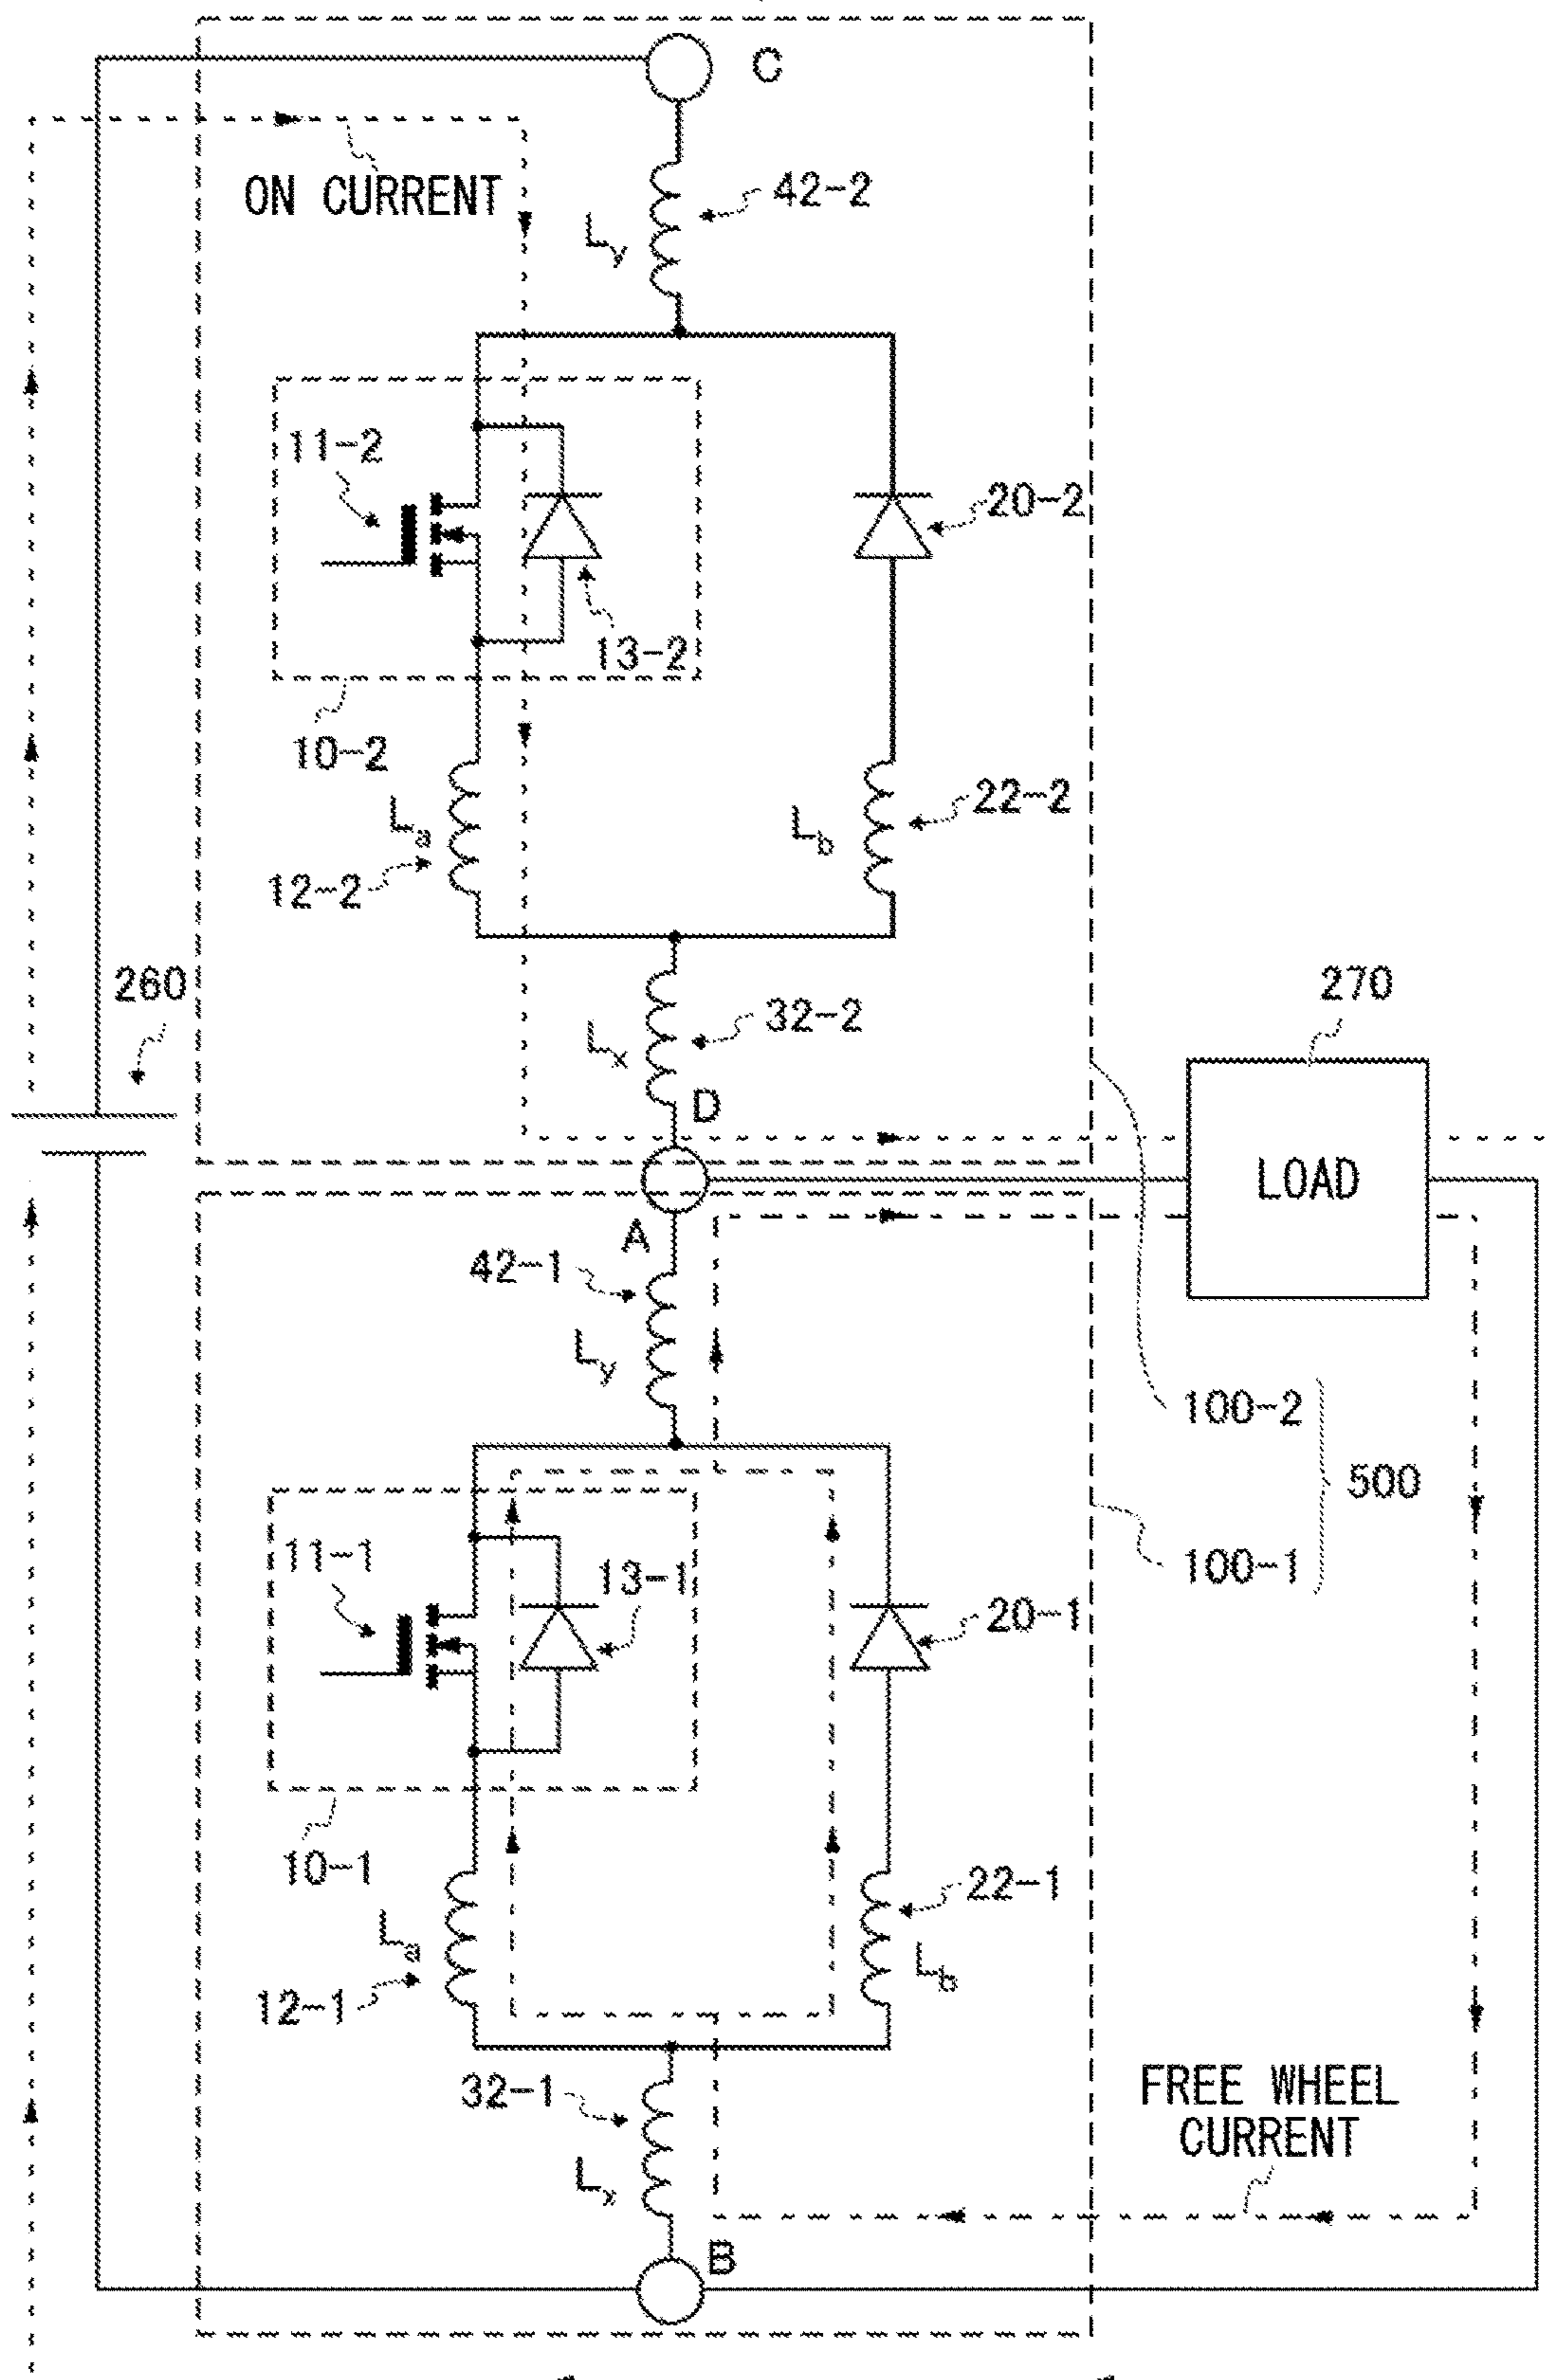 C
ON CURRENT
42-2
Ly
11-2
20-2
13-2
10-2
La
22-2
Lb
12-2
260
270
32-2
Lx
D
LOAD
A
42-1
Ly
100-2
500
11-1
13-1
100-1
20-1
10-1
22-1
La
Lb
12-1
32-1
FREE WHEEL
CURRENT
Lx
B